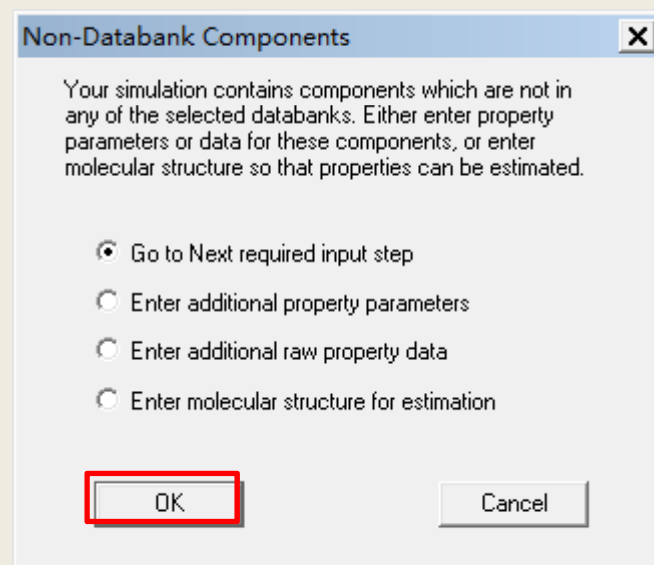 Non-Databank Components
Your simulation contains components which are not in
any of the selected databanks. Either enter property
parameters or data for these components, or enter
molecular structure so that properties can be estimated.
Go to Next required input step
Enter additional property parameters
Enter additional raw property data
Enter molecular structure for estimation
OK
Cancel